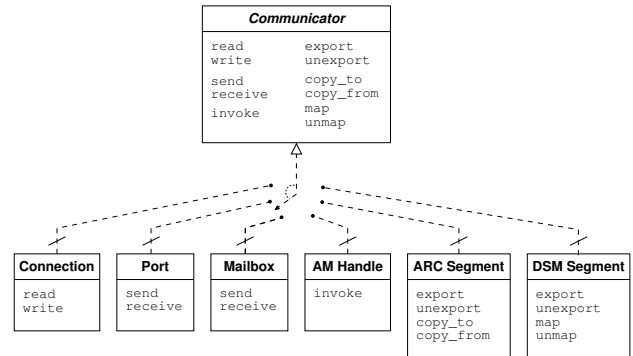 Communicator
read export
write unexport
send copy_to
receive copy_from
invoke map
unmap
Connection Port Mailbox AM Handle ARC Segment DSM Segment
read send send invoke export export
write receive receive unexport unexport
copy_to map
copy_from unmap